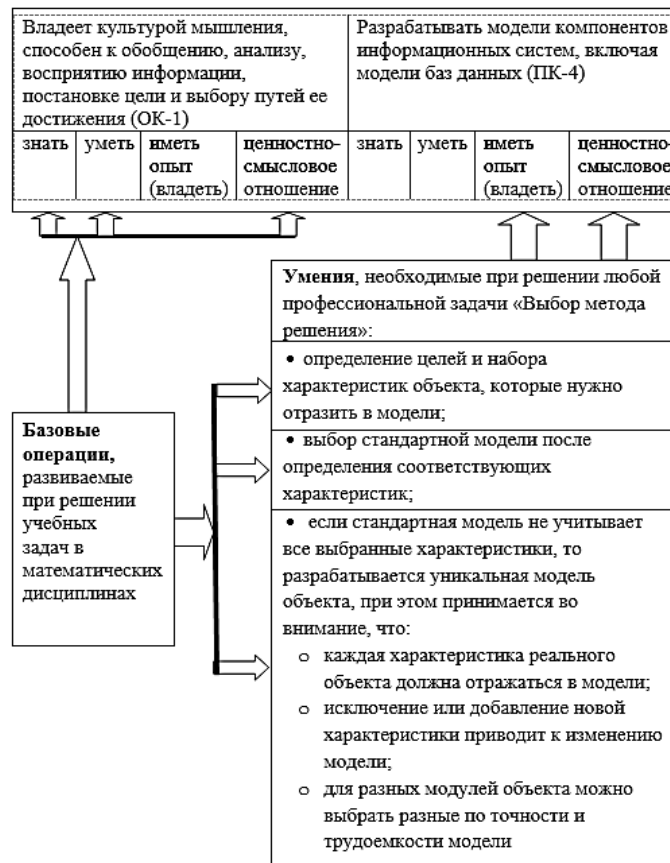 Владеет культурой мышления,
способен к обобщению, анализу,
восприятию информации,
постановке цели и выбору путей ее
достижения (ОК-1)
Разрабатывать модели компонентов
информационных систем, включая
модели баз данных (ПК-4)
знать
уметь
иметь
опыт
(владеть)
ценностно-
смысловое
отношение
знать
уметь
иметь
опыт
(владеть)
ценностно-
смысловое
отношение
Умения, необходимые при решении любой
профессиональной задачи «Выбор метода
решения»:
• определение целей и набора
характеристик объекта, которые нужно
отразить в модели;
Базовые
операции,
развиваемые
при решении
учебных
задач в
математических
дисциплинах
• выбор стандартной модели после
определения соответствующих
характеристик;
• если стандартная модель не учитывает
все выбранные характеристики, то
разрабатывается уникальная модель
объекта, при этом принимается во
внимание, что:
o каждая характеристика реального
объекта должна отражаться в модели;
o исключение или добавление новой
характеристики приводит к изменению
модели;
o для разных модулей объекта можно
выбрать разные по точности и
трудоемкости модели